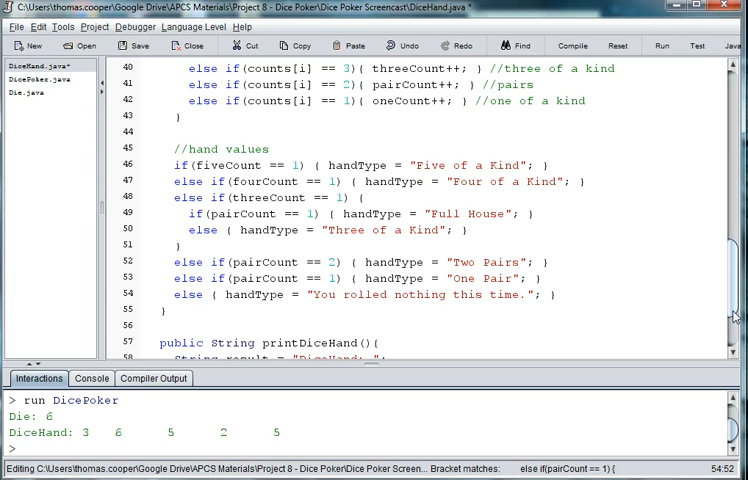 C:\Users\thomas.cooper\Google Drive\APCS Materials\Project 8 - Dice Poker\Dice Poker Screencast\DiceHand.java *
File Edit Tools Project Debugger Language Level Help
New Open Save Close Cut Copy Paste Undo Redo Find Compile Reset Run Test Java
DiceHand.java*
DicePoker.java
Die.java
40 else if(counts[i] == 3){ threeCount++; } //three of a kind
41 else if(counts[i] == 2){ pairCount++; } //pairs
42 else if(counts[i] == 1){ oneCount++; } //one of a kind
43 }
44
45 //hand values
46 if(fiveCount == 1) { handType = "Five of a Kind"; }
47 else if(fourCount == 1) { handType = "Four of a Kind"; }
48 else if(threeCount == 1) {
49 if(pairCount == 1) { handType = "Full House"; }
50 else { handType = "Three of a Kind"; }
51 }
52 else if(pairCount == 2) { handType = "Two Pairs"; }
53 else if(pairCount == 1) { handType = "One Pair"; }
54 else { handType = "You rolled nothing this time."; }
55 }
56
57 public String printDiceHand(){
58 String result = "DiceHand: ";
Interactions Console Compiler Output
> run DicePoker
Die: 6
DiceHand: 3 6 5 2 5
>
Editing C:\Users\thomas.cooper\Google Drive\APCS Materials\Project 8 - Dice Poker\Dice Poker Screen... Bracket matches: else if(pairCount == 1) { 54:52